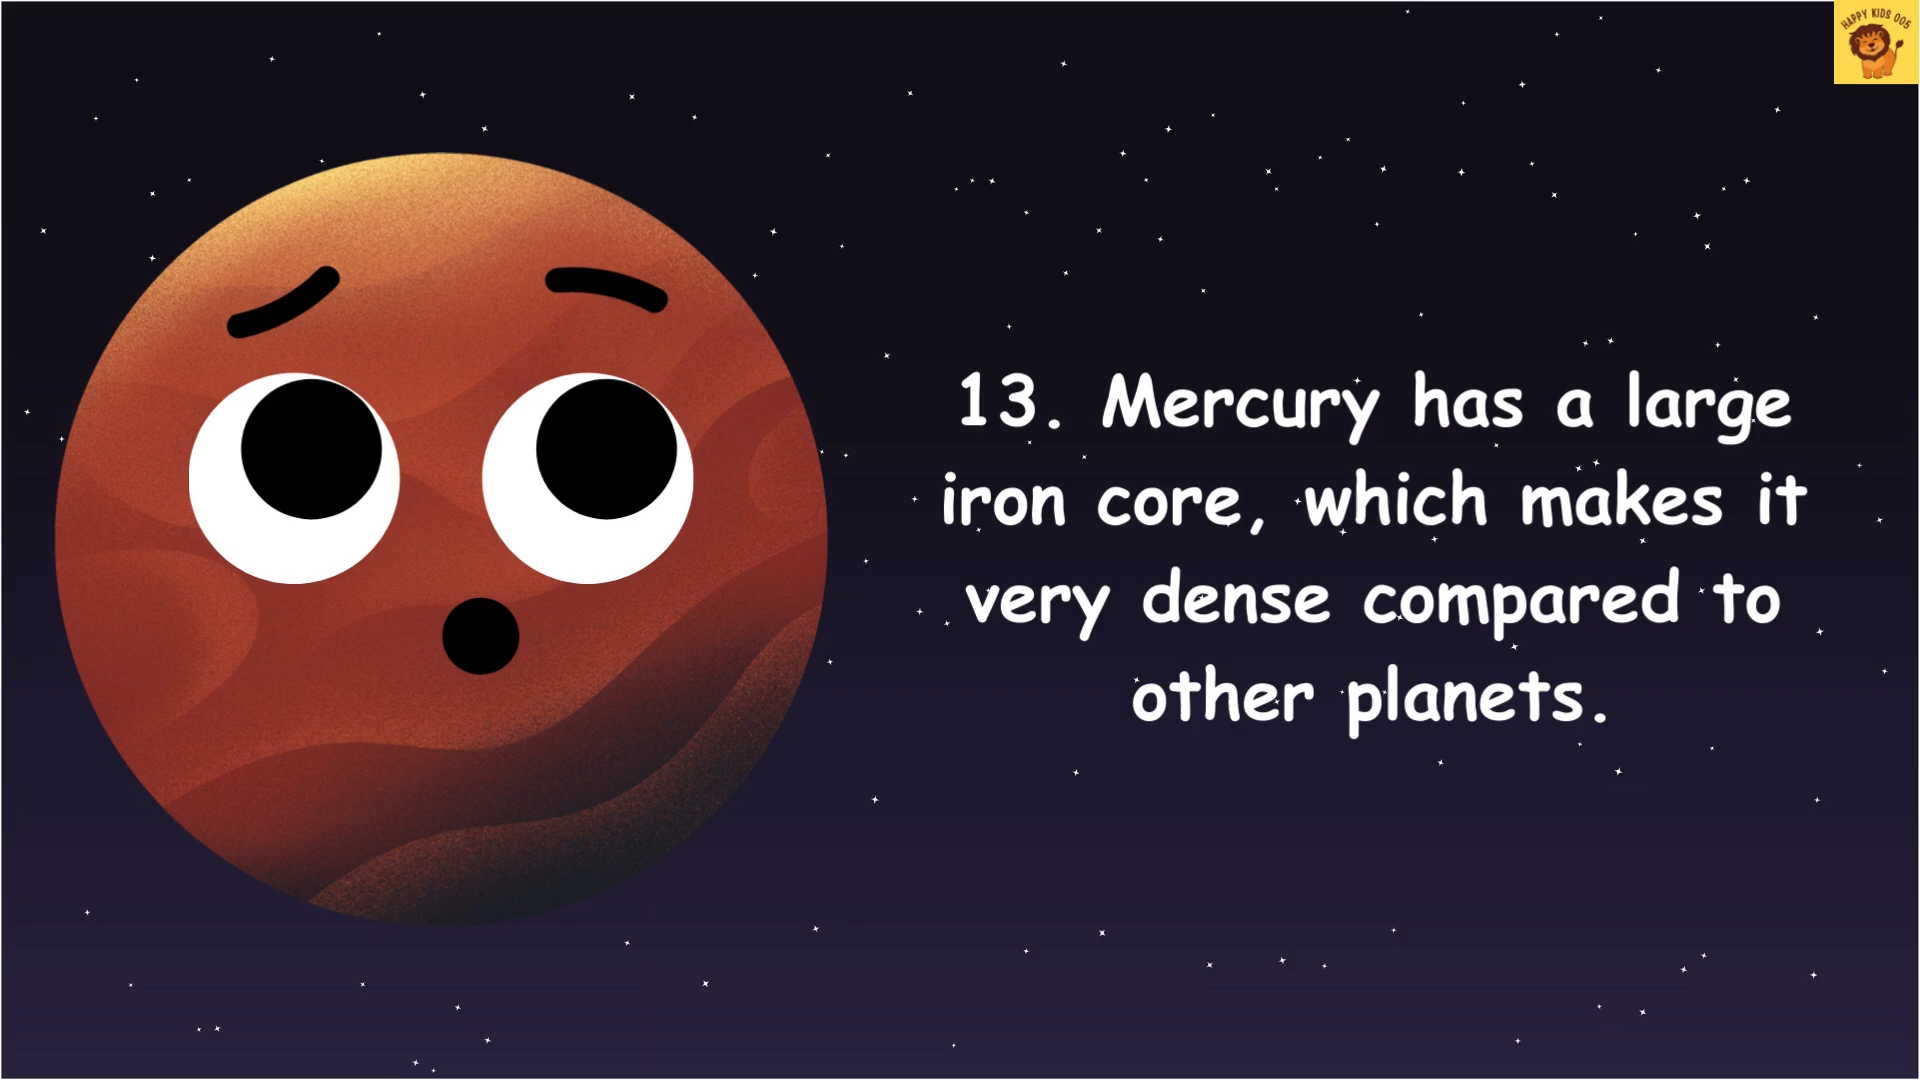 HAPPY KIDS 005
13. Mercury has a large
iron core, which makes it
very dense compared to
other planets.